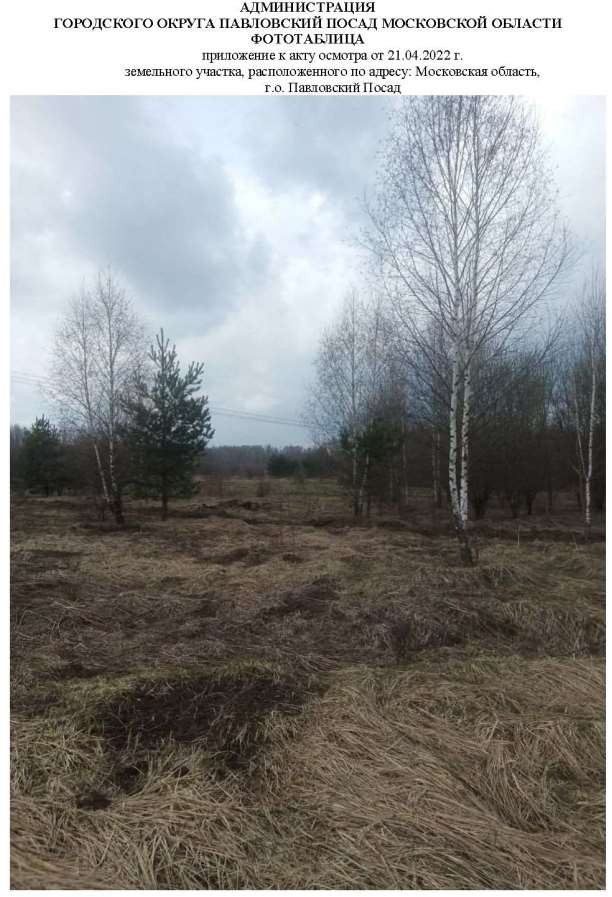 АДМИНИСТРАЦИЯ
ГОРОДСКОГО ОКРУГА ПАВЛОВСКИЙ ПОСАД МОСКОВСКОЙ ОБЛАСТИ
ФОТОТАБЛИЦА
приложение к акту осмотра от 21.04.2022 г.
земельного участка, расположенного по адресу: Московская область,
г.о. Павловский Посад